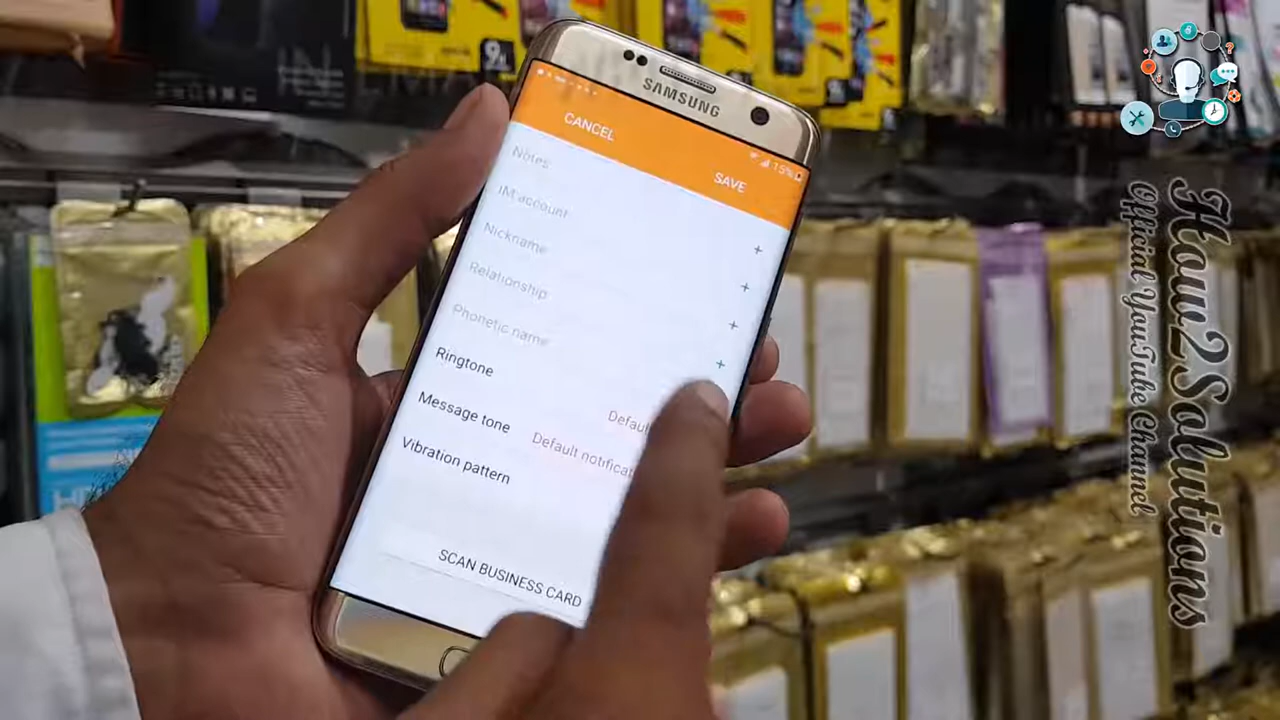 SAMSUNG
15%
CANCEL
SAVE
Notes
IM account
Nickname
Relationship
Phonetic name
Ringtone
Message tone
Vibration pattern
SCAN BUSINESS CARD
How2Solutions
Official YouTube Channel